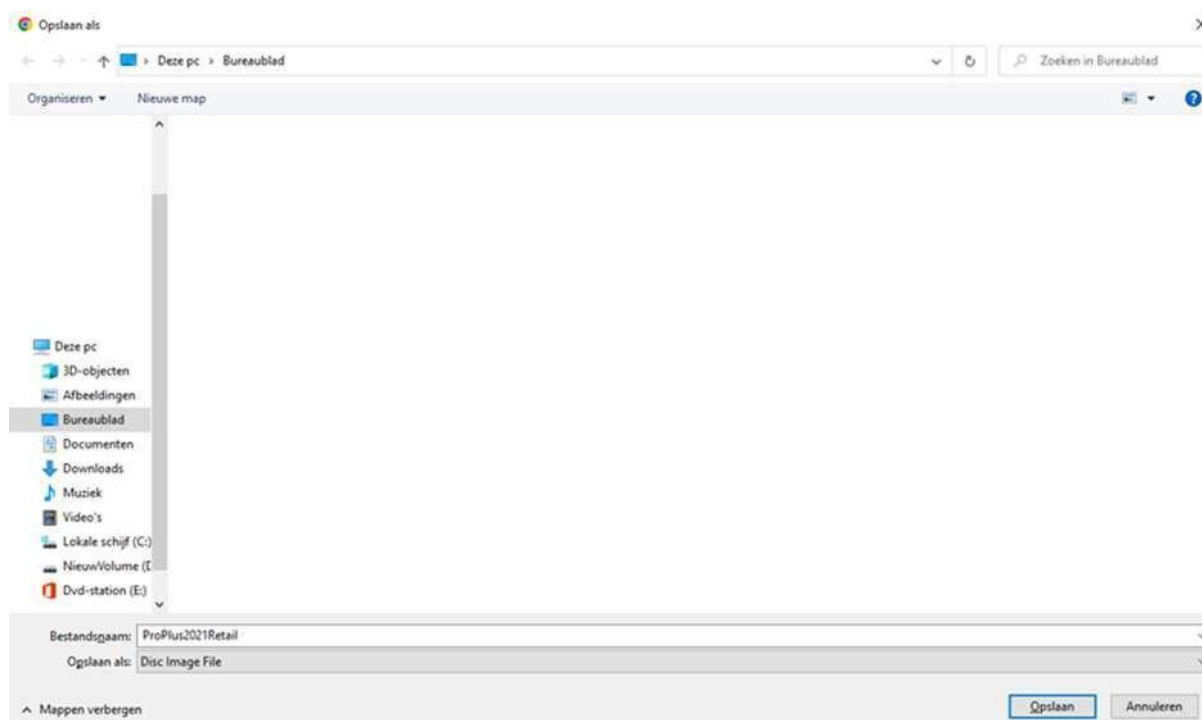 Opslaan als
Deze pc > Bureaublad
Zoeken in Bureaublad
Organiseren
Nieuwe map
Deze pc
3D-objecten
Afbeeldingen
Bureaublad
Documenten
Downloads
Muziek
Video's
Lokale schijf (C:)
NieuwVolume (D
Dvd-station (E:)
Bestandsnaam: ProPlus2021Retail
Opslaan als: Disc Image File
Mappen verbergen
Opslaan
Annuleren